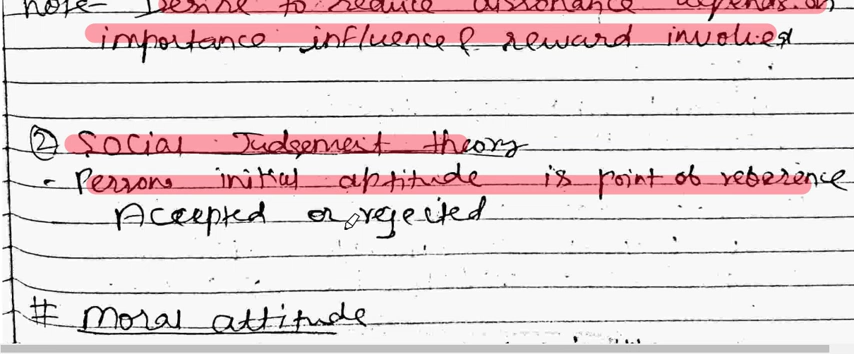 note- Desire to reduce dissonance depends on
importance, influence & reward involved
② Social Judgement theory
- Persons initial aptitude is point of reference
Accepted or rejected
# Moral attitude